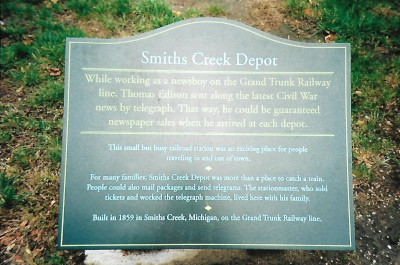 Smiths Creek Depot
While working as a newsboy on the Grand Trunk Railway
line, Thomas Edison sent along the latest Civil War
news by telegraph. That way, he could be guaranteed
newspaper sales when he arrived at each depot.
This small but busy railroad station was an exciting place for people
traveling in and out of town.
For many families, Smiths Creek Depot was more than a place to catch a train.
People could also mail packages and send telegrams. The stationmaster, who sold
tickets and worked the telegraph machine, lived here with his family.
Built in 1859 in Smiths Creek, Michigan, on the Grand Trunk Railway line.